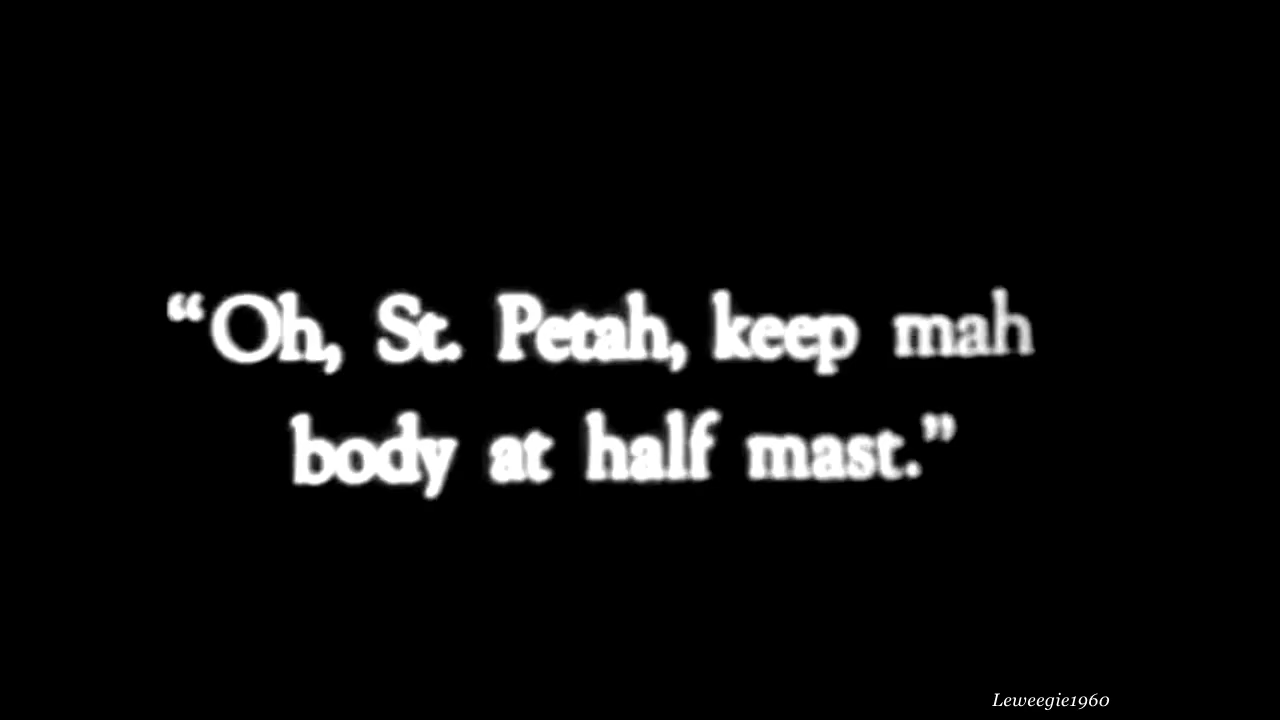 “Oh, St. Petah, keep mah
body at half mast.”
Leweegie1960